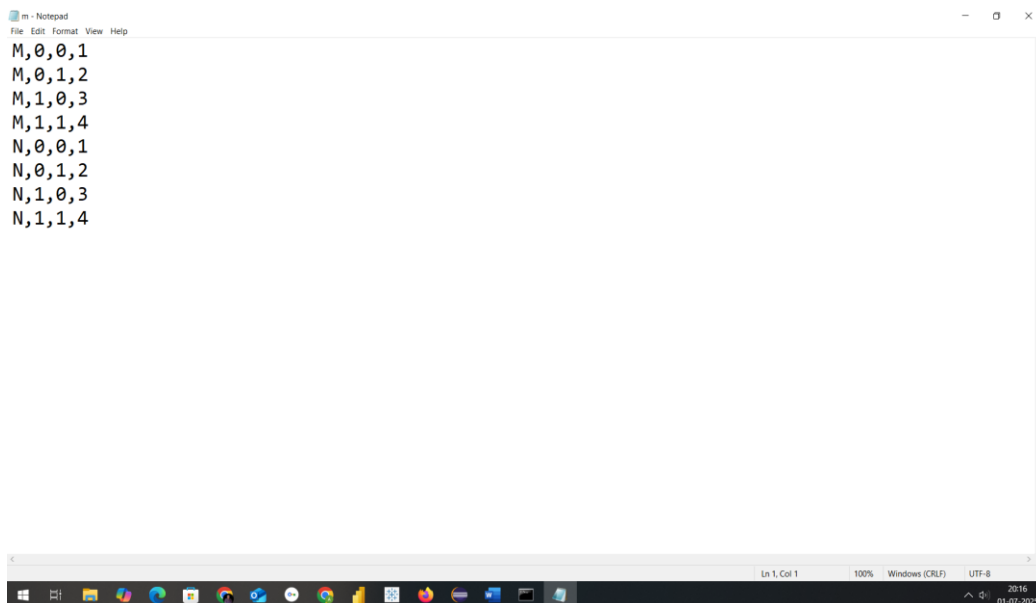 m - Notepad
File Edit Format View Help
M,0,0,1
M,0,1,2
M,1,0,3
M,1,1,4
N,0,0,1
N,0,1,2
N,1,0,3
N,1,1,4
Ln 1, Col 1 100% Windows (CRLF) UTF-8
20:16